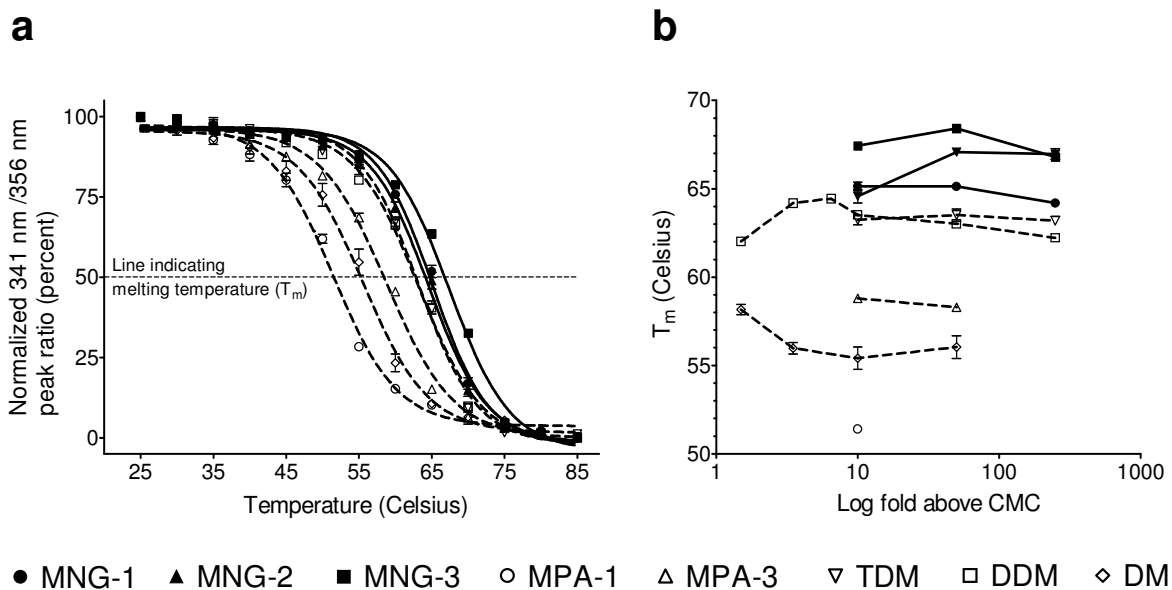 a
b
Normalized 341 nm /356 nm
peak ratio (percent)
100
75
50
25
0
Line indicating
melting temperature (Tm)
25 35 45 55 65 75 85
Temperature (Celsius)
Tm (Celsius)
70
65
60
55
50
1 10 100 1000
Log fold above CMC
MNG-1 MNG-2 MNG-3 MPA-1 MPA-3 TDM DDM DM